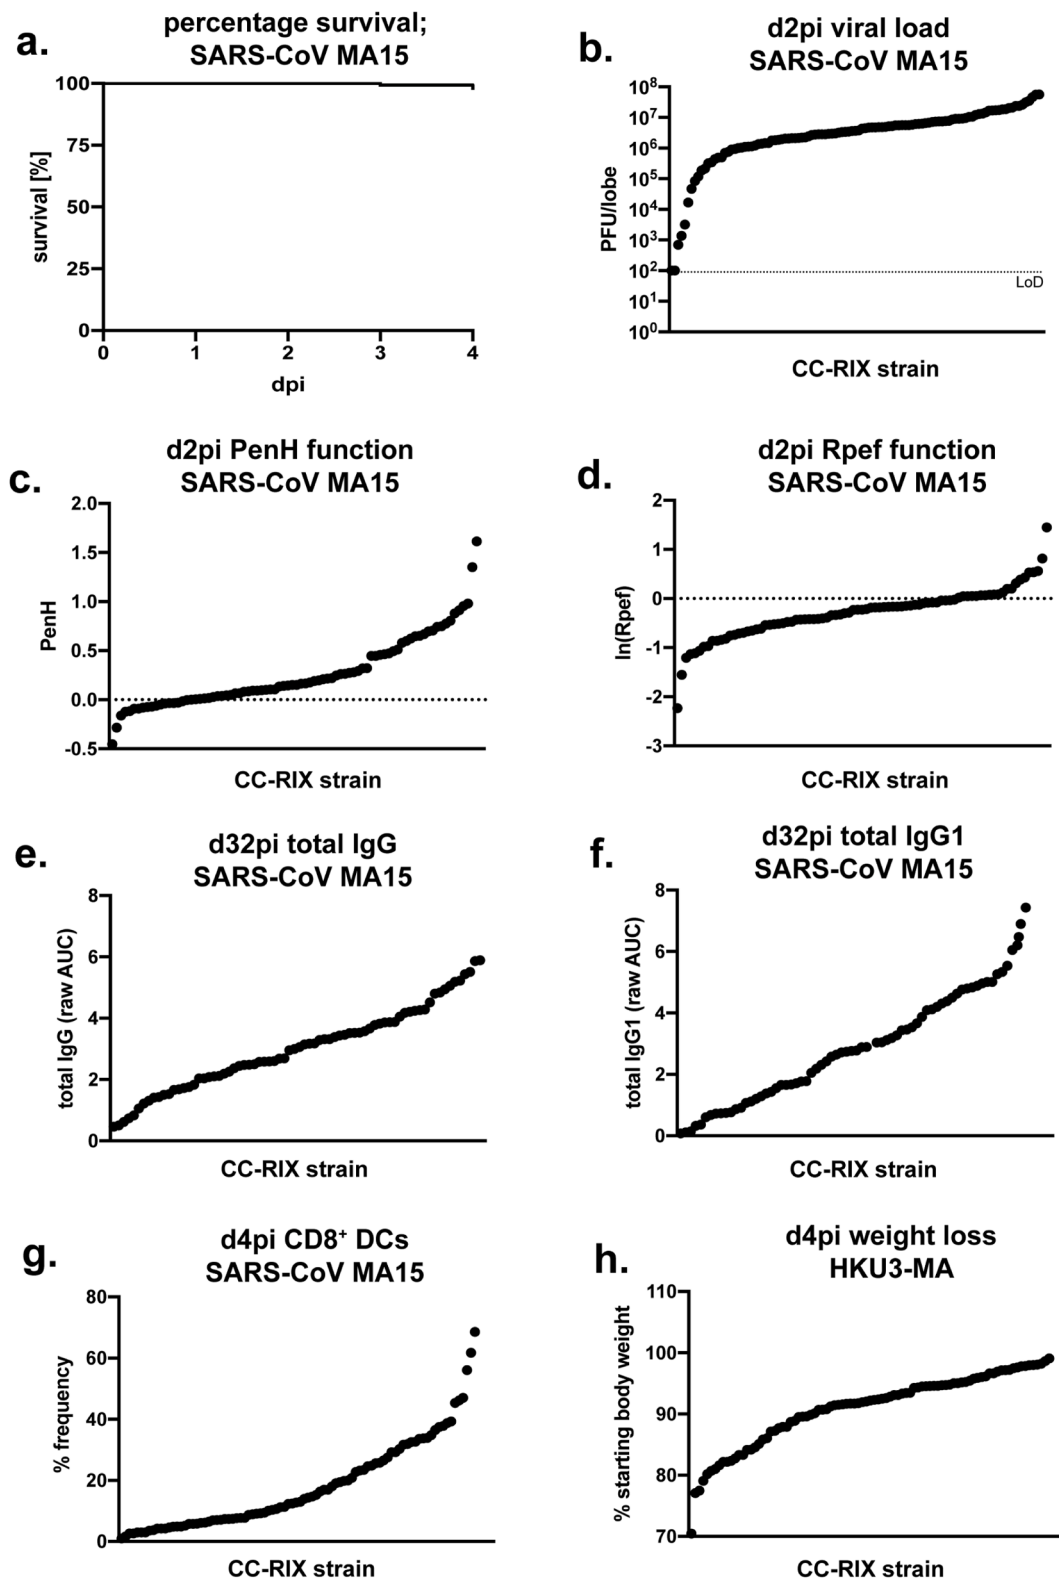 a.
percentage survival;
SARS-CoV MA15
100
75
50
25
0
survival [%]
0 1 2 3 4
dpi
b.
d2pi viral load
SARS-CoV MA15
10⁸
10⁷
10⁶
10⁵
10⁴
10³
10²
10¹
10⁰
PFU/lobe
LoD
CC-RIX strain
c.
d2pi PenH function
SARS-CoV MA15
2.0
1.5
1.0
0.5
0.0
-0.5
PenH
CC-RIX strain
d.
d2pi Rpef function
SARS-CoV MA15
2
1
0
-1
-2
-3
ln(Rpef)
CC-RIX strain
e.
d32pi total IgG
SARS-CoV MA15
8
6
4
2
0
total IgG (raw AUC)
CC-RIX strain
f.
d32pi total IgG1
SARS-CoV MA15
8
6
4
2
0
total IgG1 (raw AUC)
CC-RIX strain
g.
d4pi CD8⁺ DCs
SARS-CoV MA15
80
60
40
20
0
% frequency
CC-RIX strain
h.
d4pi weight loss
HKU3-MA
110
100
90
80
70
% starting body weight
CC-RIX strain